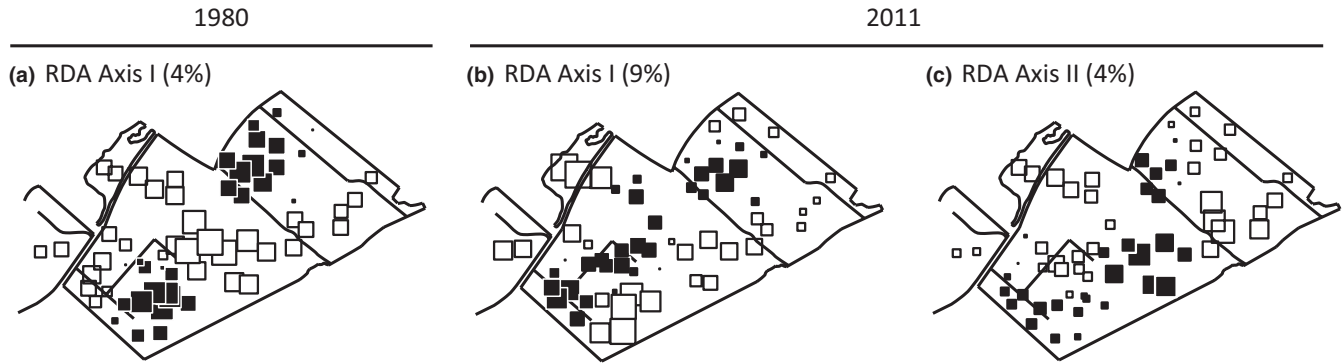 1980
2011
(a) RDA Axis I (4%)
(b) RDA Axis I (9%)
(c) RDA Axis II (4%)